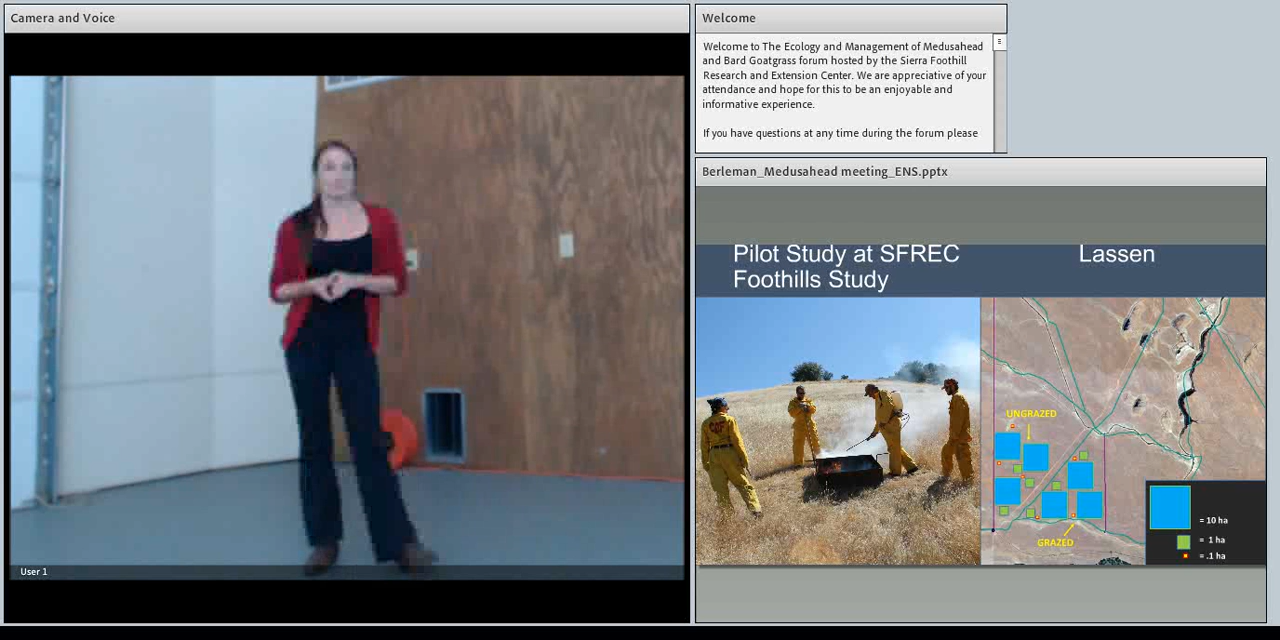 Camera and Voice
User 1
Welcome
Welcome to The Ecology and Management of Medusahead
and Bard Goatgrass forum hosted by the Sierra Foothill
Research and Extension Center. We are appreciative of your
attendance and hope for this to be an enjoyable and
informative experience.
If you have questions at any time during the forum please
Berleman_Medusahead meeting_ENS.pptx
Pilot Study at SFREC Lassen
Foothills Study
UNGRAZED
GRAZED
= 10 ha
= 1 ha
= .1 ha